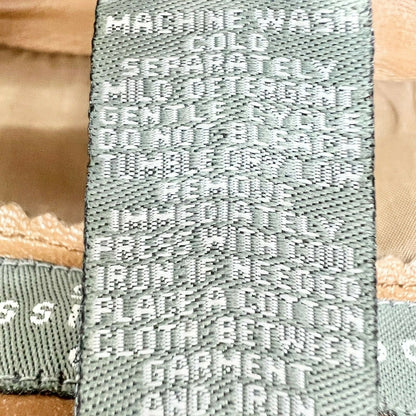 MACHINE WASH
COLD
SEPARATELY
MILD DETERGENT
GENTLE CYCLE
DO NOT BLEACH
TUMBLE DRY LOW
REMOVE
IMMEDIATELY
PRESS WITH
IRON IF NEEDED
PLACE A COTTON
CLOTH BETWEEN
GARMENT
AND IRON